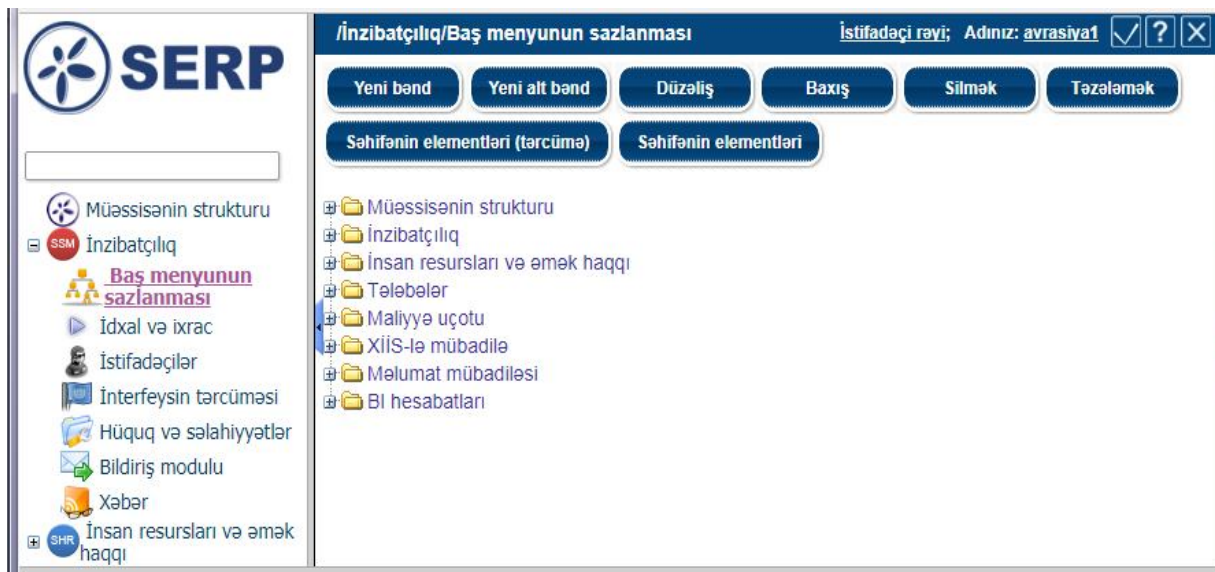 SERP
Müəssisənin strukturu
SSM İnzibatçılıq
Baş menyunun
sazlanması
İdxal və ixrac
İstifadəçilər
İnterfeysin tərcüməsi
Hüquq və səlahiyyətlər
Bildiriş modulu
Xəbər
SHR İnsan resursları və əmək
haqqı
/İnzibatçılıq/Baş menyunun sazlanması İstifadəçi rəyi; Adınız: avrasiya1 ?
Yeni bənd Yeni alt bənd Düzəliş Baxış Silmək Təzələmək
Səhifənin elementləri (tərcümə) Səhifənin elementləri
Müəssisənin strukturu
İnzibatçılıq
İnsan resursları və əmək haqqı
Tələbələr
Maliyyə uçotu
XİİS-lə mübadilə
Məlumat mübadiləsi
BI hesabatları